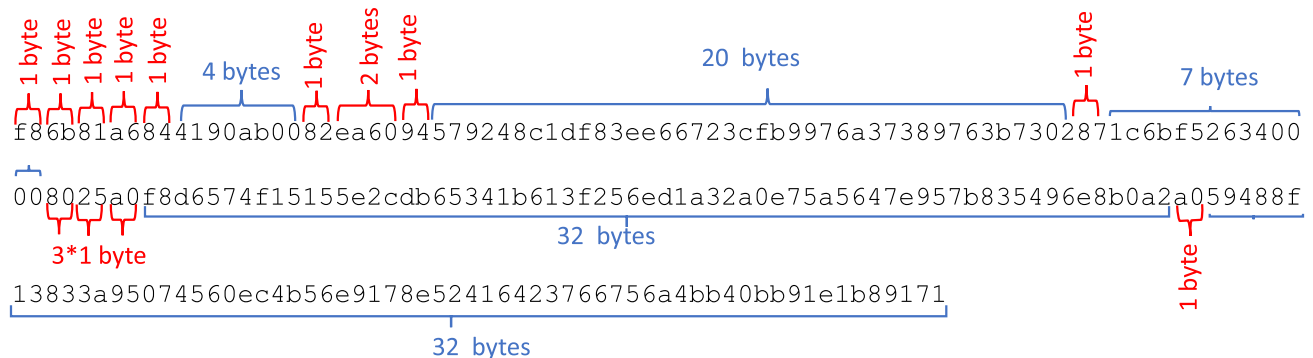 1 byte
1 byte
1 byte
1 byte
1 byte
4 bytes
1 byte
2 bytes
1 byte
20 bytes
1 byte
7 bytes
f86b81a6844190ab0082ea6094579248c1df83ee66723cfb9976a37389763b7302871c6bf5263400
008025a0f8d6574f15155e2cdb65341b613f256ed1a32a0e75a5647e957b835496e8b0a2a059488f
3*1 byte
32 bytes
1 byte
13833a95074560ec4b56e9178e52416423766756a4bb40bb91e1b89171
32 bytes